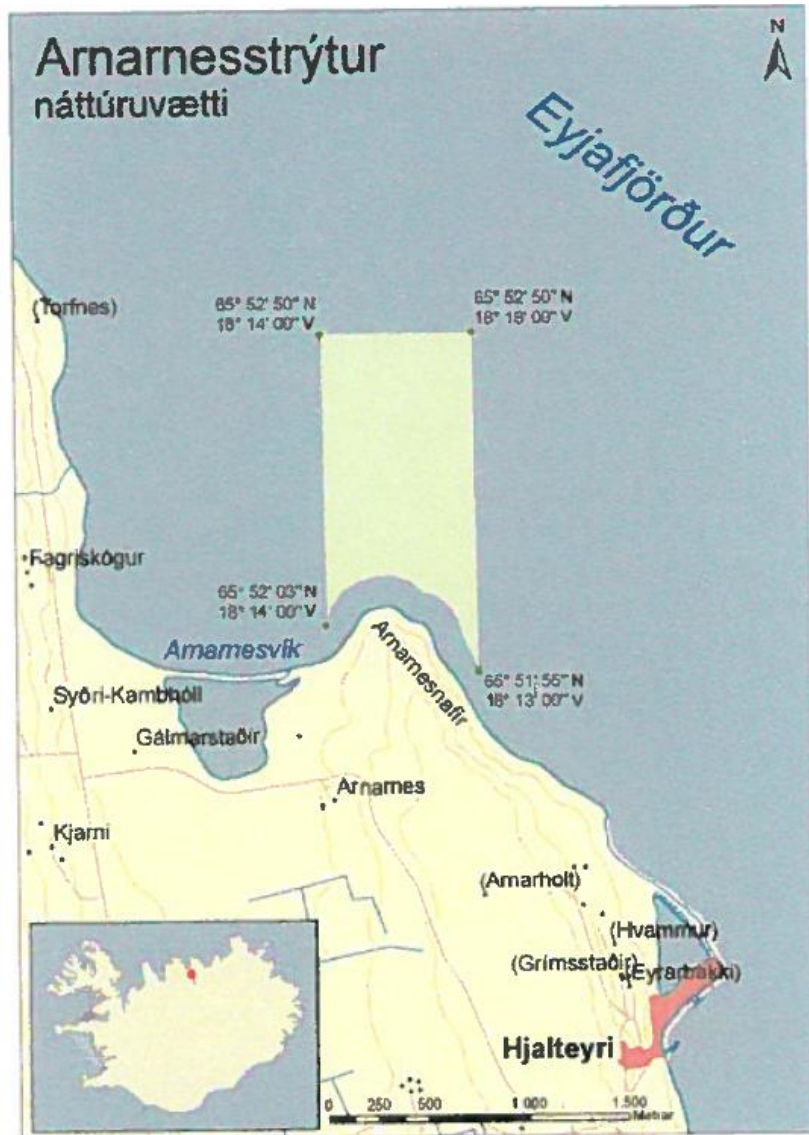 Arnarnesstrýtur
náttúruvætti
N
Eyjafjörður
(Torfnes)
65° 52' 50" N
18° 14' 00" V
65° 52' 50" N
18° 18' 00" V
Fagriskógur
65° 52' 03" N
18° 14' 00" V
Arnarnesvík
Arnarnesnafir
65° 51' 55" N
18° 13' 00" V
Syðri-Kambhóll
Gálmarstaðir
Arnarnes
Kjarni
(Arnarholt)
(Hvammur)
(Grímsstaðir)
(Eyrarbakki)
Hjalteyri
0 250 500 1 000 1 500
Metrar